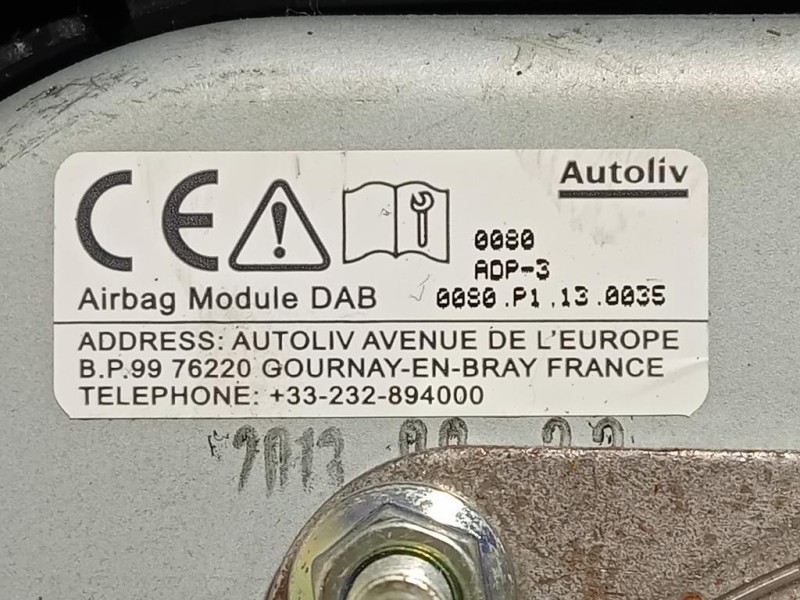 CE
Autoliv
0080
ADP-3
Airbag Module DAB 0080.P1.13.0035
ADDRESS: AUTOLIV AVENUE DE L'EUROPE
B.P.99 76220 GOURNAY-EN-BRAY FRANCE
TELEPHONE: +33-232-894000
2013